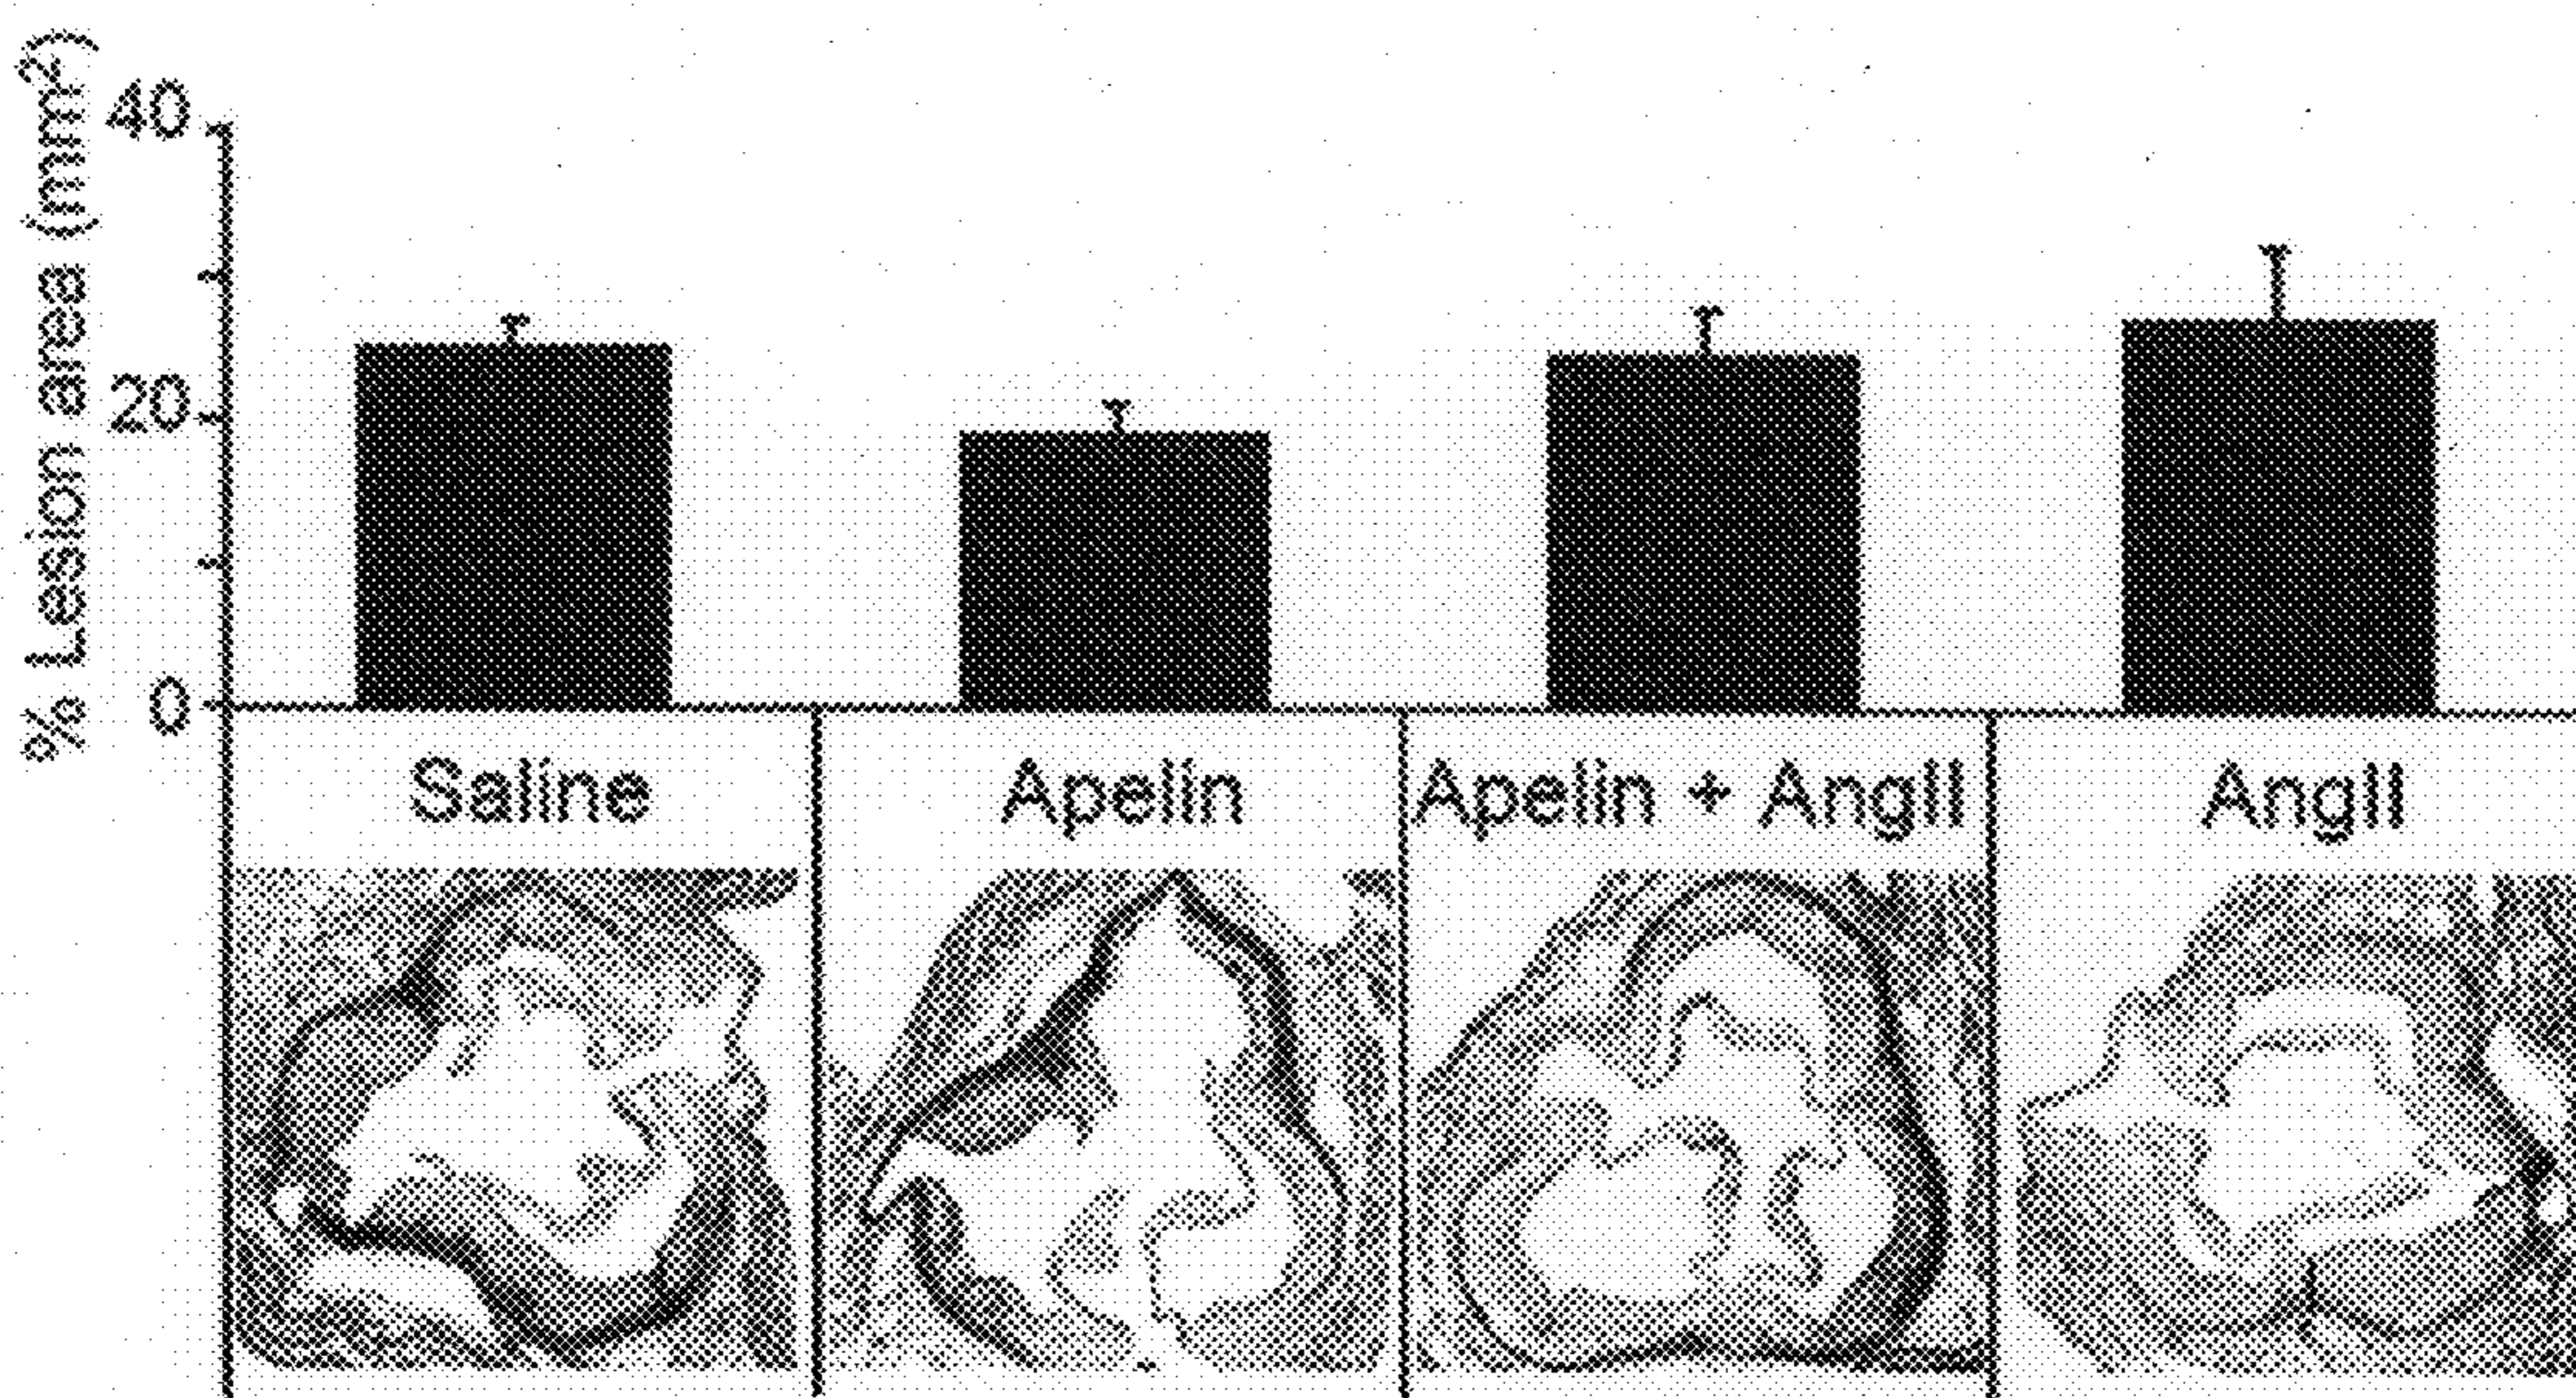 % Lesion area (mm²)
40
20
0
Saline
Apelin
Apelin + AngII
AngII